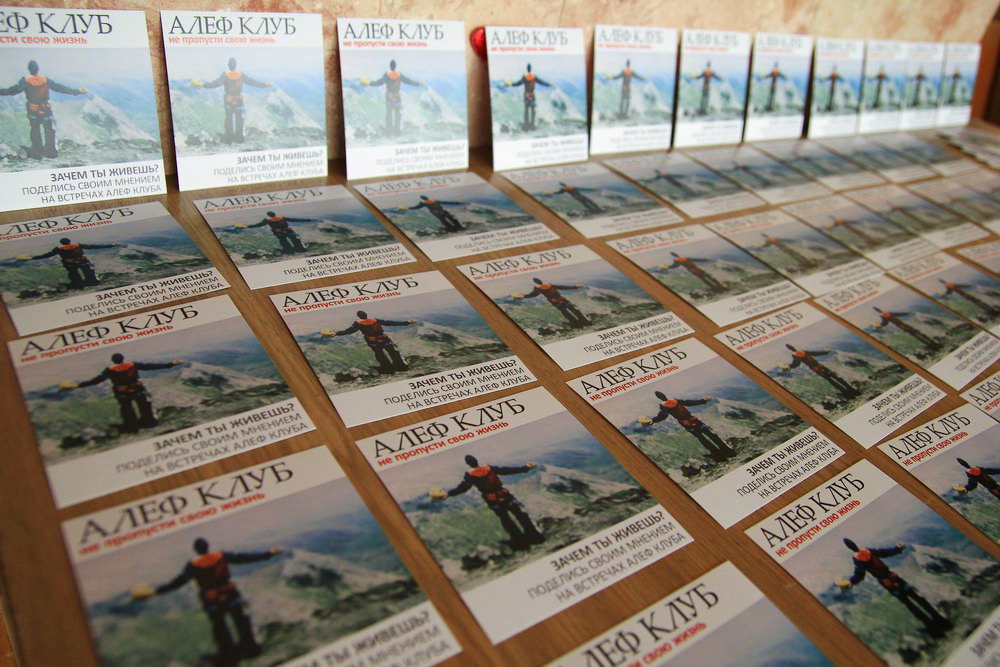 АЛЕФ КЛУБ
не пропусти свою жизнь
ЗАЧЕМ ТЫ ЖИВЕШЬ?
ПОДЕЛИСЬ СВОИМ МНЕНИЕМ
НА ВСТРЕЧАХ АЛЕФ КЛУБА